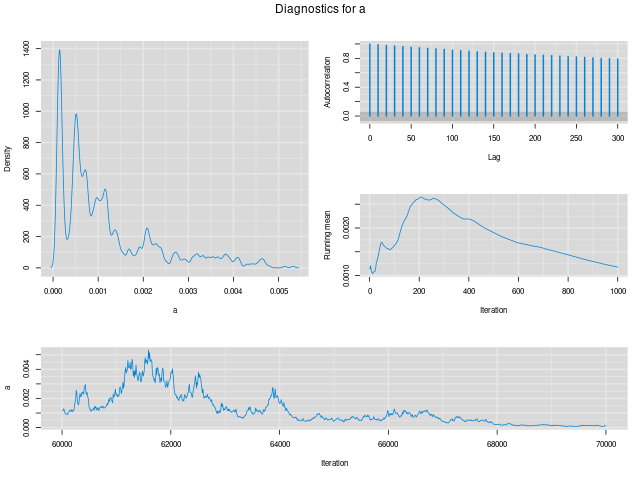 Diagnostics for a
Density
0 200 400 600 800 1000 1200 1400
0.000 0.001 0.002 0.003 0.004 0.005
a
Autocorrelation
0.0 0.4 0.8
0 50 100 150 200 250 300
Lag
Running mean
0.0010 0.0020
0 200 400 600 800 1000
Iteration
a
0.000 0.002 0.004
60000 62000 64000 66000 68000 70000
Iteration